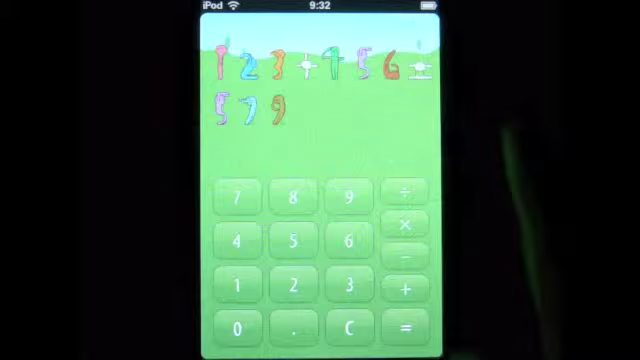 iPod 9:32
123+456=
579
7 8 9 ÷
4 5 6 ×
−
1 2 3 +
0 . C =